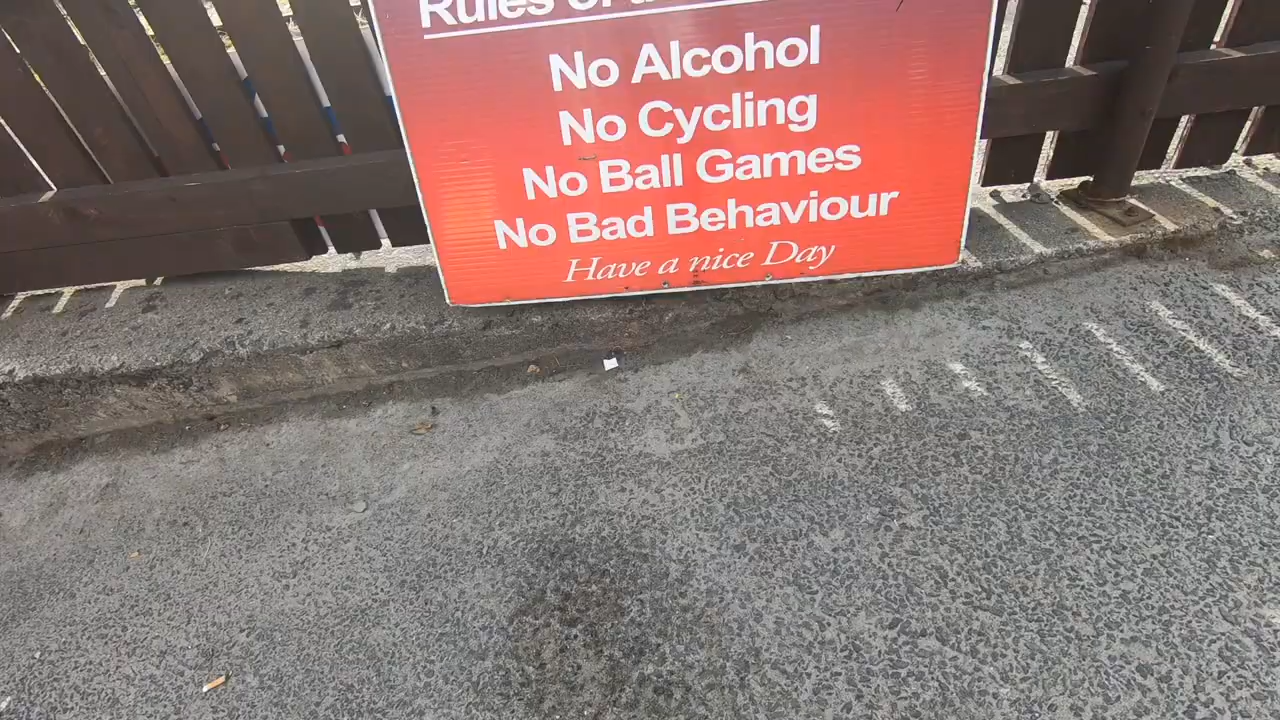 Rules of
No Alcohol
No Cycling
No Ball Games
No Bad Behaviour
Have a nice Day